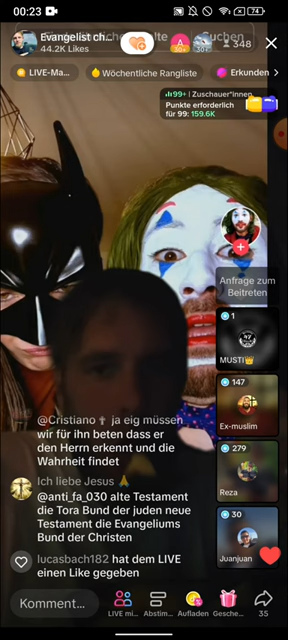 00:23
74
Evangelist ch...
44.2K Likes
Suchen
30+
30+
348
LIVE-Ma...
Wöchentliche Rangliste
Erkunden
99+ | Zuschauer*innen
Punkte erforderlich
für 99: 159.6K
Anfrage zum
Beitreten
1
MUSTI👑
147
Ex-muslim
279
Reza
30
Juanjuan
@Cristiano✝️ ja eig müssen
wir für ihn beten dass er
den Herrn erkennt und die
Wahrheit findet
Ich liebe Jesus 🙏
@anti_fa_030 alte Testament
die Tora Bund der juden neue
Testament die Evangeliums
Bund der Christen
lucasbach182 hat dem LIVE
einen Like gegeben
Komment...
LIVE mi...
Abstim...
Aufladen
Gesche...
35